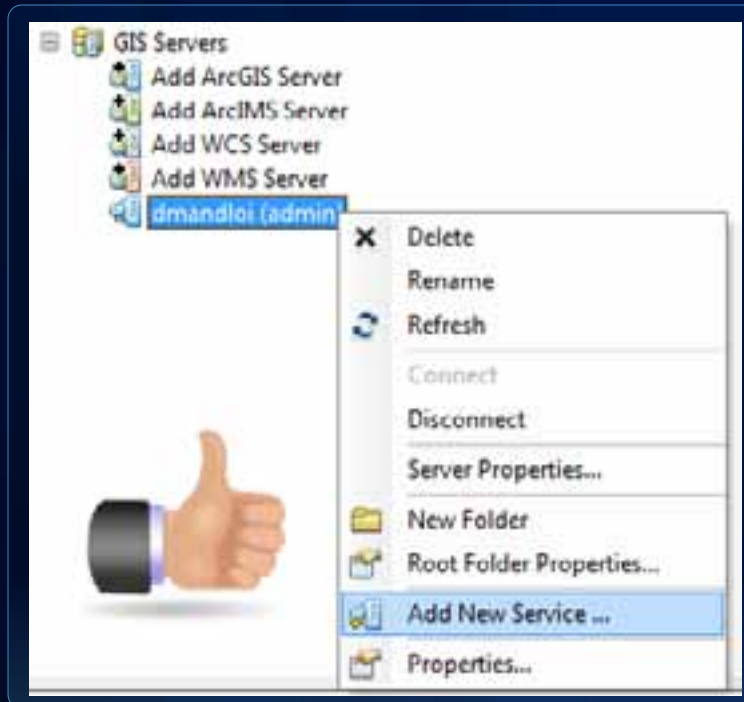 GIS Servers
Add ArcGIS Server
Add ArcIMS Server
Add WCS Server
Add WMS Server
dmandloi (admin)
Delete
Rename
Refresh
Connect
Disconnect
Server Properties...
New Folder
Root Folder Properties...
Add New Service ...
Properties...